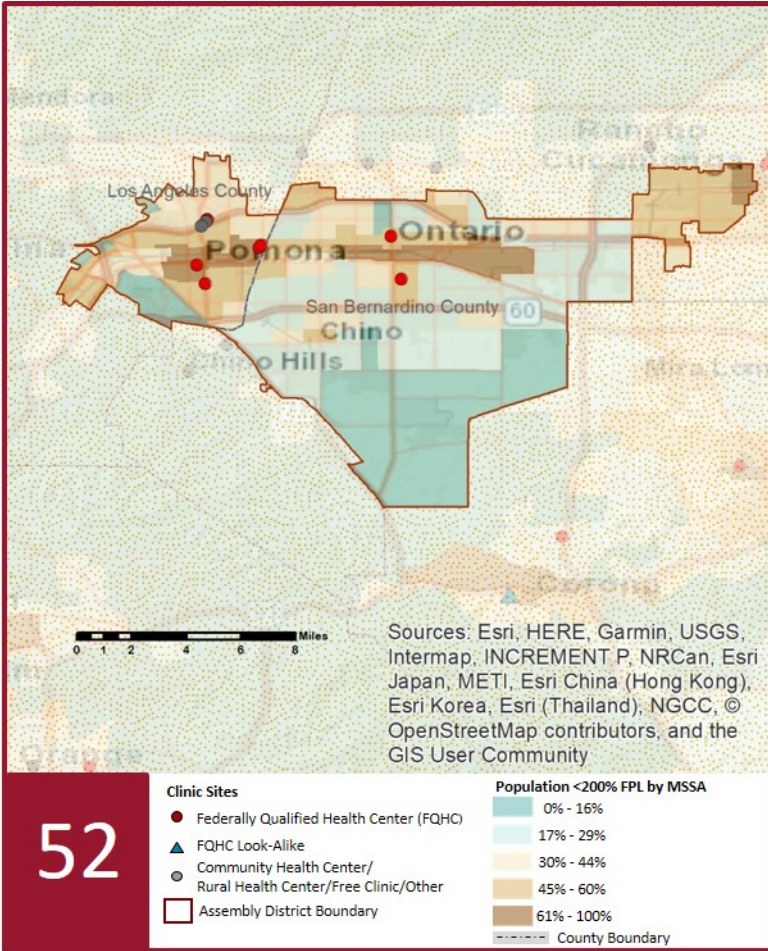 Rancho
Los Angeles County
Pomona
Ontario
San Bernardino County
60
Chino
Chino Hills
Corona
Miles
0 1 2 4 6 8
Sources: Esri, HERE, Garmin, USGS,
Intermap, INCREMENT P, NRCan, Esri
Japan, METI, Esri China (Hong Kong),
Esri Korea, Esri (Thailand), NGCC, ©
OpenStreetMap contributors, and the
GIS User Community
Orange
52
Clinic Sites
Federally Qualified Health Center (FQHC)
FQHC Look-Alike
Community Health Center/
Rural Health Center/Free Clinic/Other
Assembly District Boundary
Population <200% FPL by MSSA
0% - 16%
17% - 29%
30% - 44%
45% - 60%
61% - 100%
County Boundary